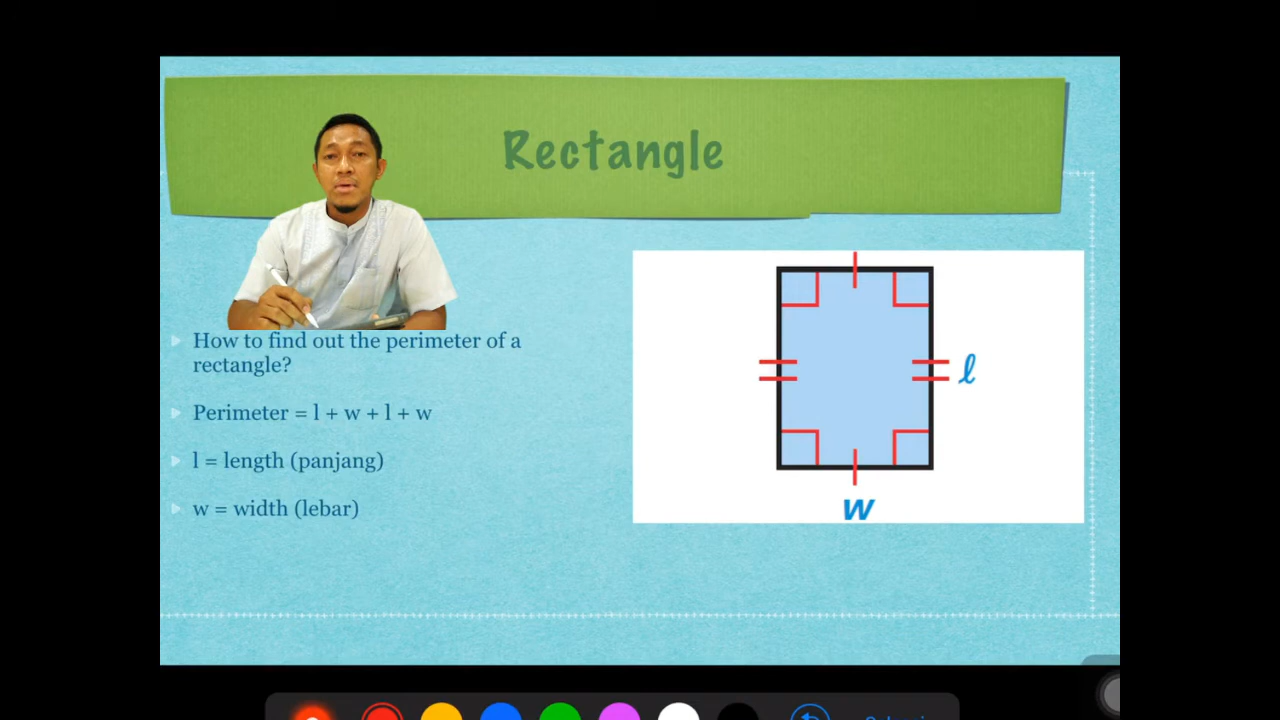 Rectangle
How to find out the perimeter of a
rectangle?
Perimeter = l + w + l + w
l = length (panjang)
w = width (lebar)
l
w